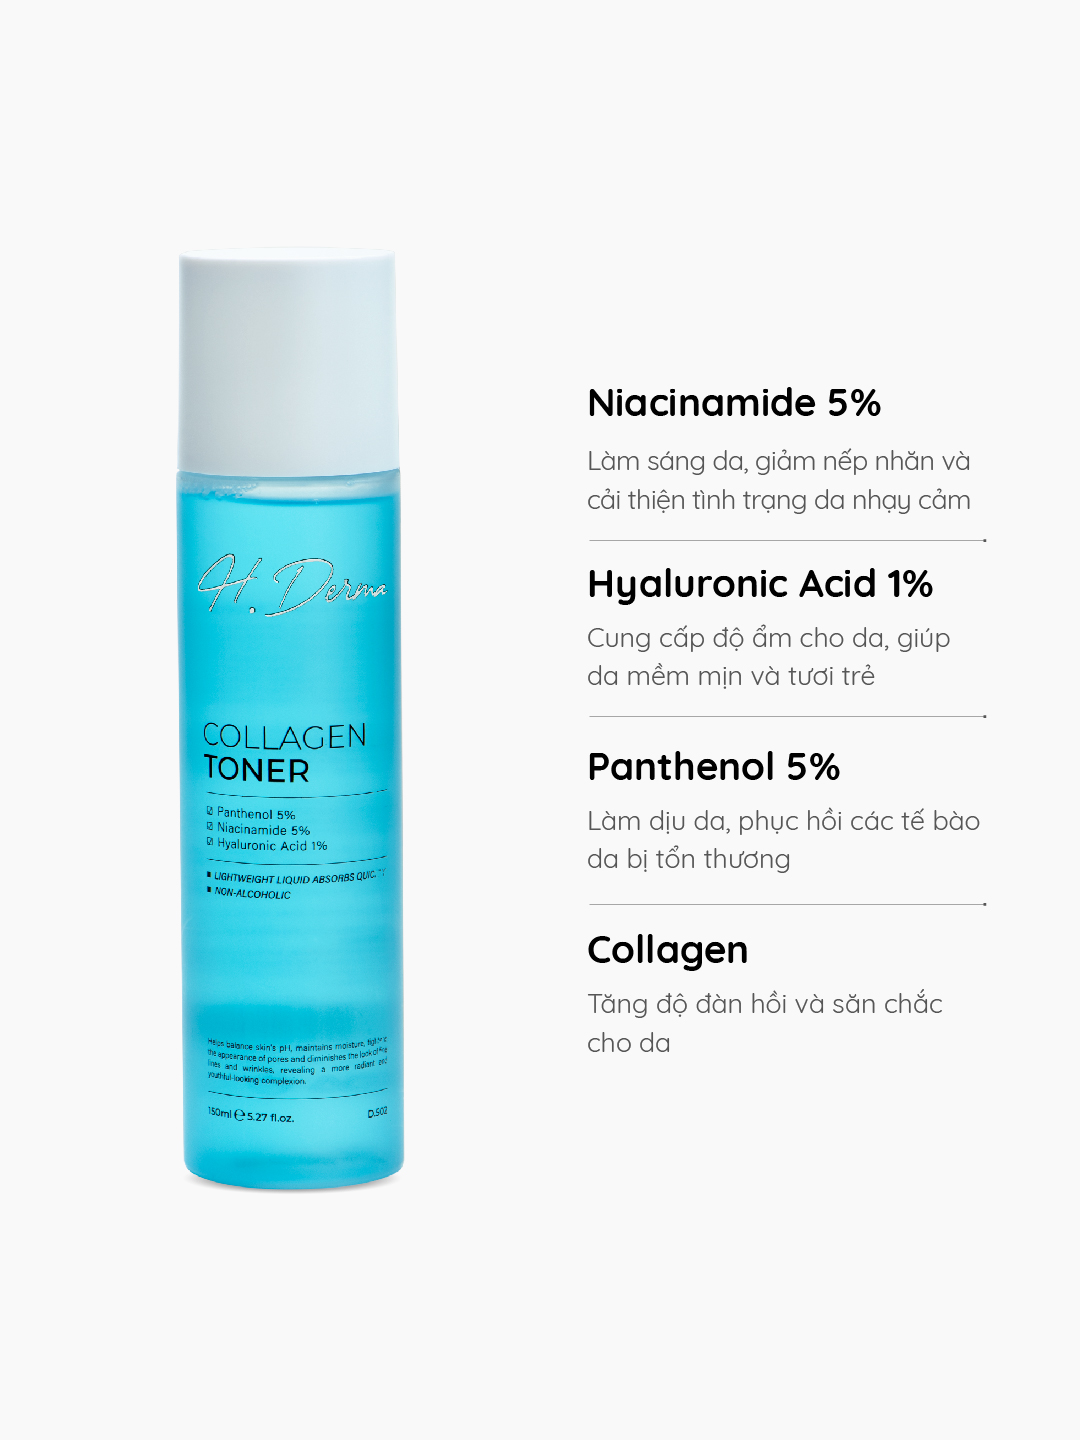 H. Derma
COLLAGEN
TONER
☑ Panthenol 5%
☑ Niacinamide 5%
☑ Hyaluronic Acid 1%
▪ LIGHTWEIGHT LIQUID ABSORBS
▪ NON-ALCOHOLIC
Helps balance skin's pH, maintains moisture,
the appearance of pores and diminishes the look of fine
lines and wrinkles, revealing a more radiant and
youthful-looking complexion.
150ml ℮ 5.27 fl.oz. D.502
Niacinamide 5%
Làm sáng da, giảm nếp nhăn và
cải thiện tình trạng da nhạy cảm
Hyaluronic Acid 1%
Cung cấp độ ẩm cho da, giúp
da mềm mịn và tươi trẻ
Panthenol 5%
Làm dịu da, phục hồi các tế bào
da bị tổn thương
Collagen
Tăng độ đàn hồi và săn chắc
cho da